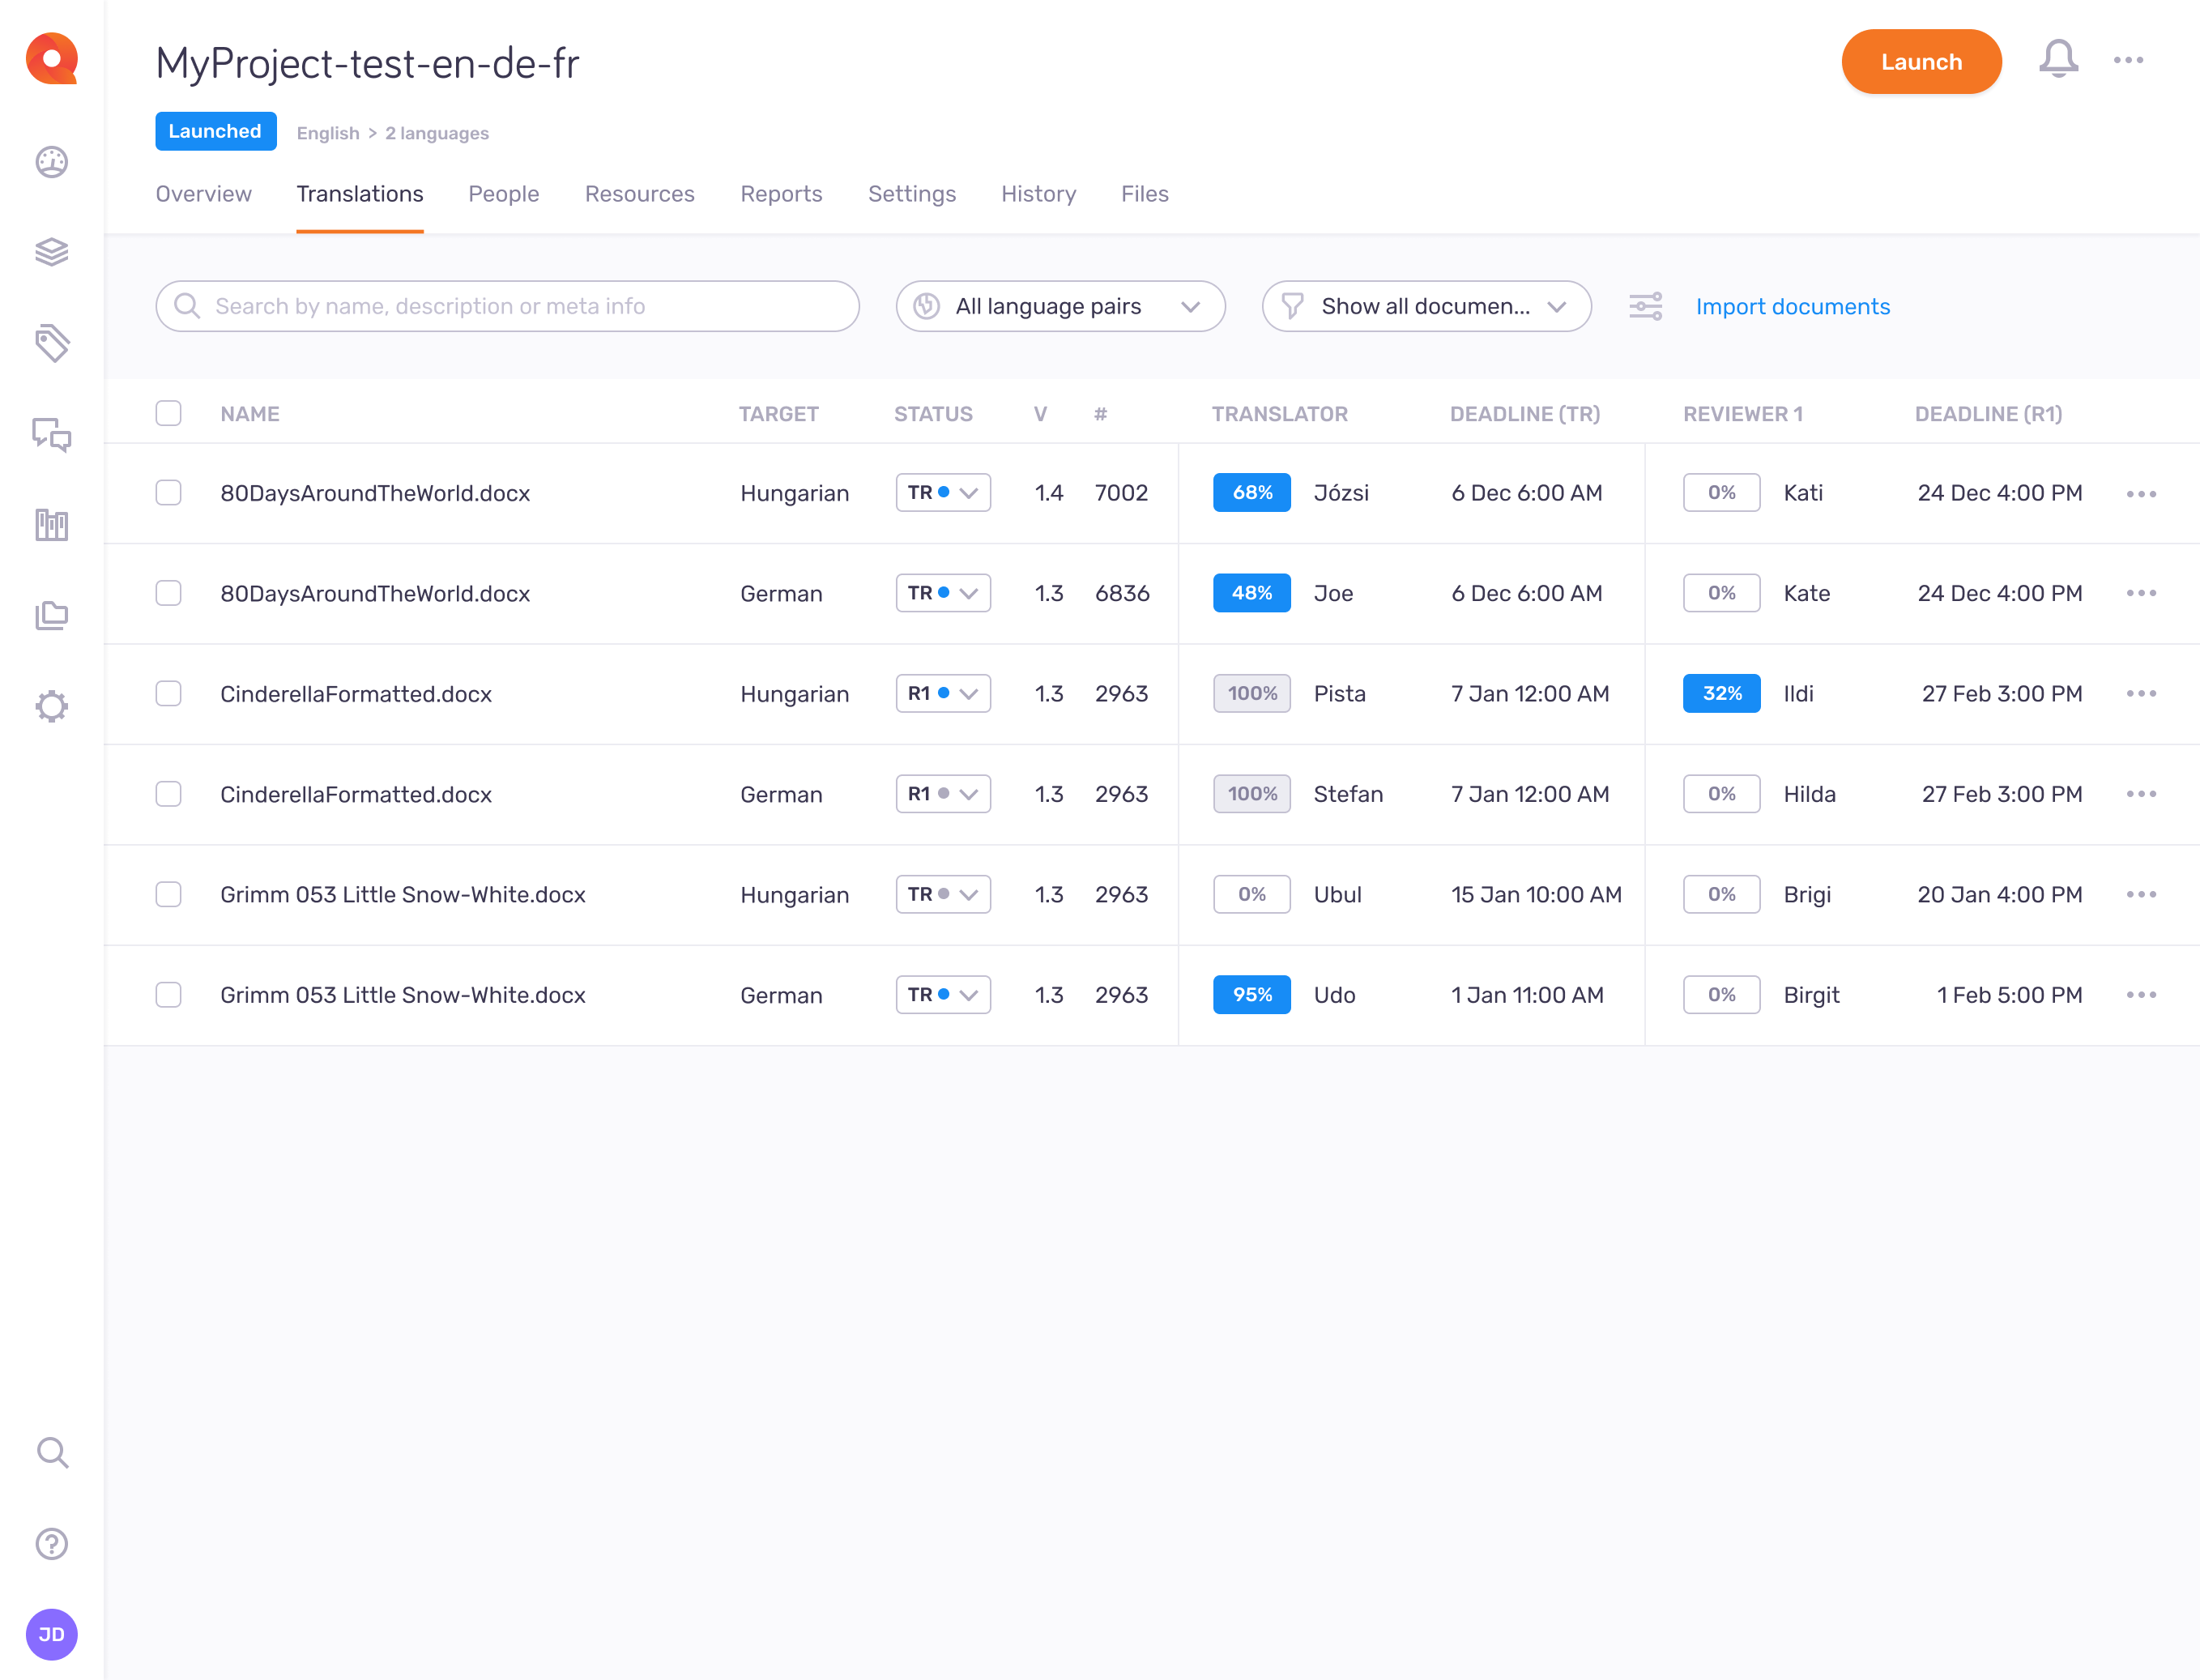 MyProject-test-en-de-fr
Launch
Launched English > 2 languages
Overview Translations People Resources Reports Settings History Files
Search by name, description or meta info All language pairs Show all documen... Import documents
NAME TARGET STATUS V # TRANSLATOR DEADLINE (TR) REVIEWER 1 DEADLINE (R1)
80DaysAroundTheWorld.docx Hungarian TR 1.4 7002 68% Józsi 6 Dec 6:00 AM 0% Kati 24 Dec 4:00 PM
80DaysAroundTheWorld.docx German TR 1.3 6836 48% Joe 6 Dec 6:00 AM 0% Kate 24 Dec 4:00 PM
CinderellaFormatted.docx Hungarian R1 1.3 2963 100% Pista 7 Jan 12:00 AM 32% Ildi 27 Feb 3:00 PM
CinderellaFormatted.docx German R1 1.3 2963 100% Stefan 7 Jan 12:00 AM 0% Hilda 27 Feb 3:00 PM
Grimm 053 Little Snow-White.docx Hungarian TR 1.3 2963 0% Ubul 15 Jan 10:00 AM 0% Brigi 20 Jan 4:00 PM
Grimm 053 Little Snow-White.docx German TR 1.3 2963 95% Udo 1 Jan 11:00 AM 0% Birgit 1 Feb 5:00 PM
JD